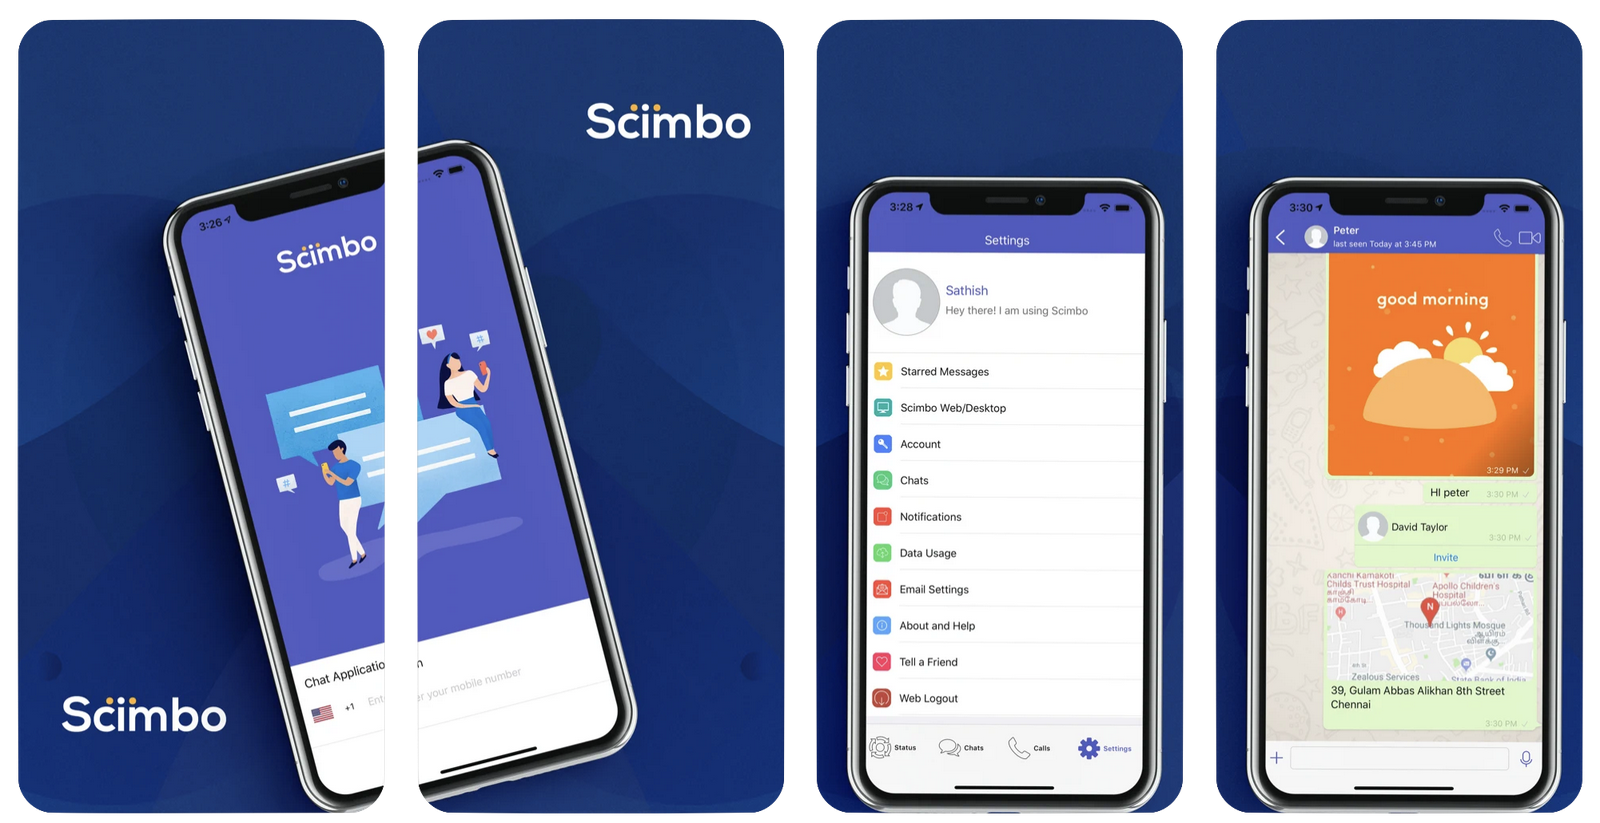 Scimbo
3:26
Scimbo
Chat Application
+1
Enter your mobile number
Scimbo
3:28
Settings
Sathish
Hey there! I am using Scimbo
Starred Messages
Scimbo Web/Desktop
Account
Chats
Notifications
Data Usage
Email Settings
About and Help
Tell a Friend
Web Logout
Status
Chats
Calls
Settings
3:30
Peter
last seen Today at 3:45 PM
good morning
3:29 PM
HI peter
3:30 PM
David Taylor
3:30 PM
Invite
Kanchi Kamakoti
Childs Trust Hospital
Apollo Children's
Hospital
N
H
Thousand Lights Mosque
ஆயிரம்
விளக்கு
Zealous Services
State Bank of India
39, Gulam Abbas Alikhan 8th Street
Chennai
3:30 PM